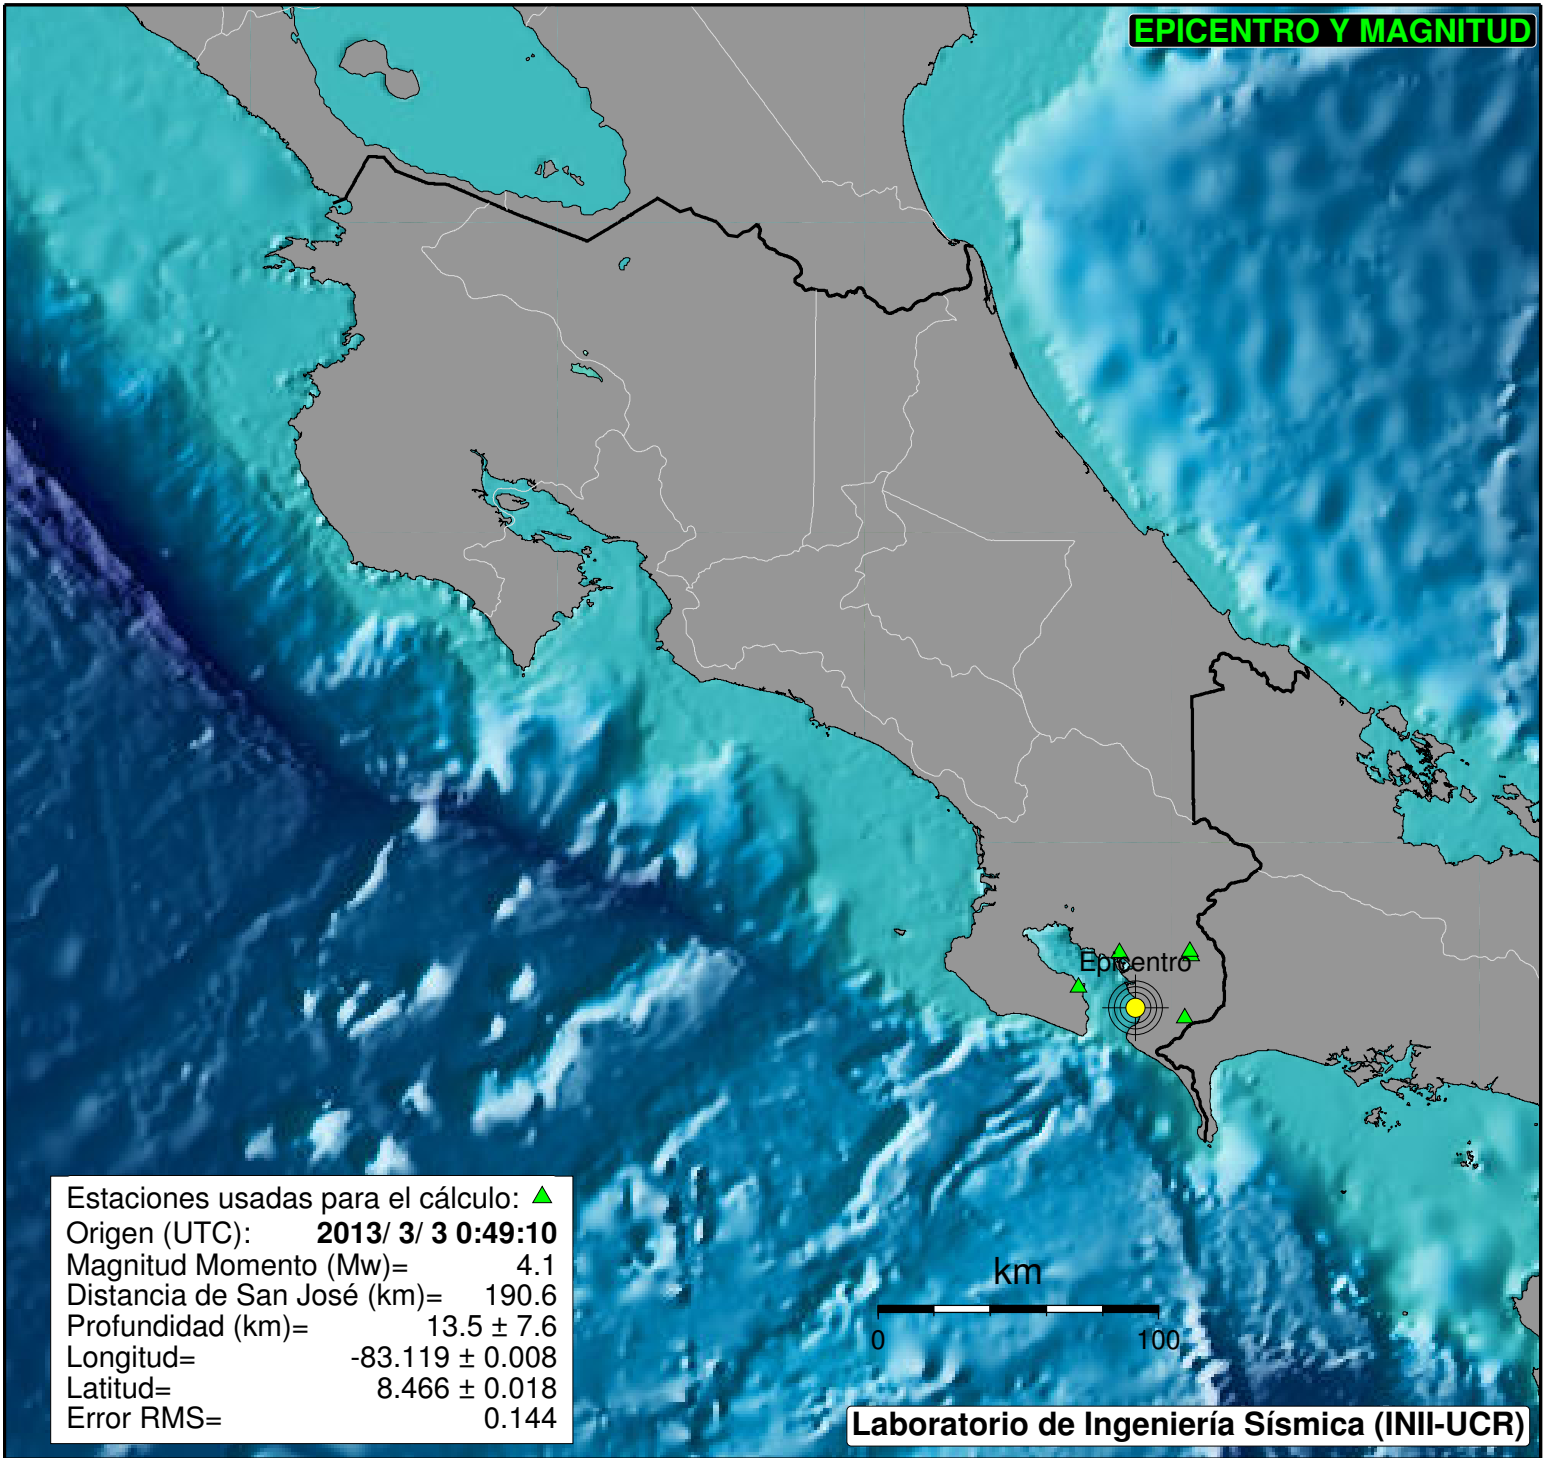 EPICENTRO Y MAGNITUD
Epicentro
Estaciones usadas para el cálculo:
Origen (UTC): 2013/ 3/ 3 0:49:10
Magnitud Momento (Mw)= 4.1
Distancia de San José (km)= 190.6
Profundidad (km)= 13.5 ± 7.6
Longitud= -83.119 ± 0.008
Latitud= 8.466 ± 0.018
Error RMS= 0.144
km
0 100
Laboratorio de Ingeniería Sísmica (INII-UCR)